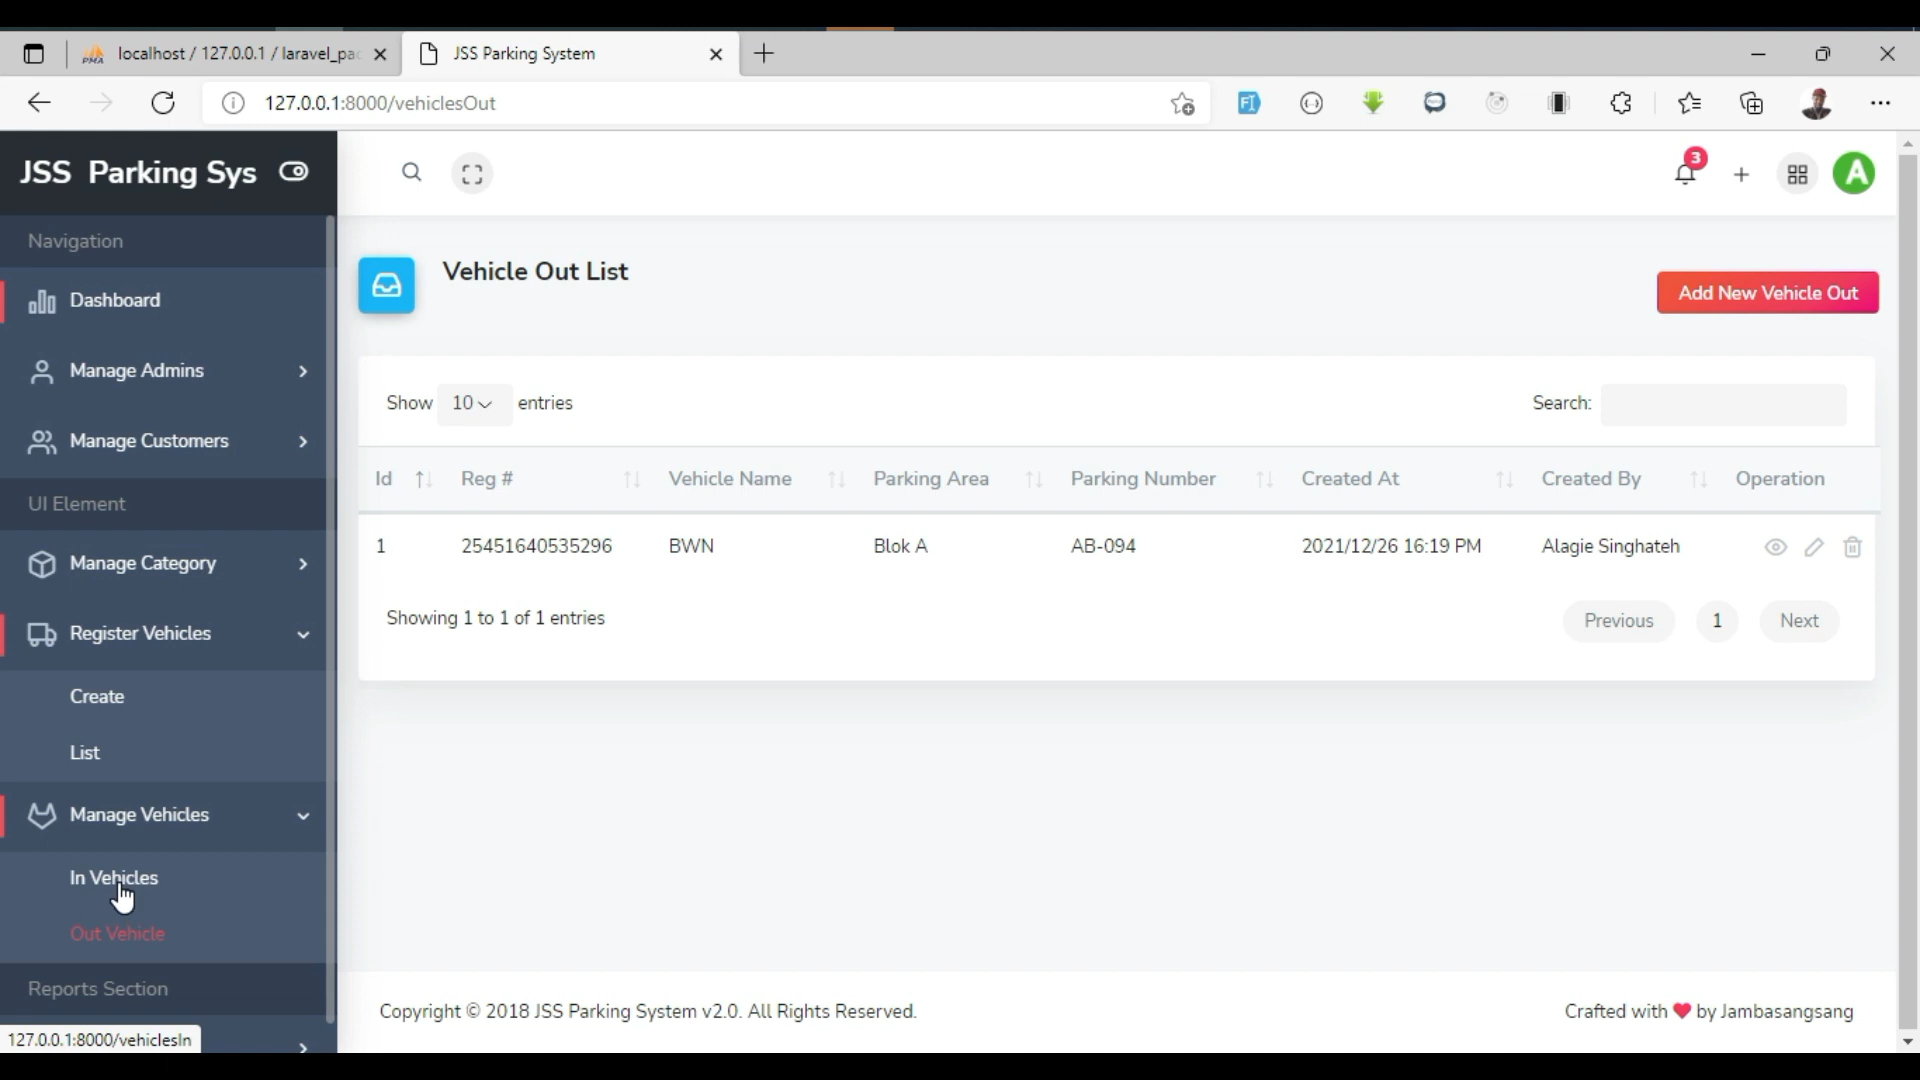 localhost / 127.0.0.1 / laravel_pac
JSS Parking System
127.0.0.1:8000/vehiclesOut
JSS Parking Sys
3
A
Navigation
Dashboard
Manage Admins
Manage Customers
UI Element
Manage Category
Register Vehicles
Create
List
Manage Vehicles
In Vehicles
Out Vehicle
Reports Section
127.0.0.1:8000/vehiclesIn
Vehicle Out List
Add New Vehicle Out
Show 10 entries
Search:
Id Reg # Vehicle Name Parking Area Parking Number Created At Created By Operation
1 25451640535296 BWN Blok A AB-094 2021/12/26 16:19 PM Alagie Singhateh
Showing 1 to 1 of 1 entries
Previous 1 Next
Copyright © 2018 JSS Parking System v2.0. All Rights Reserved.
Crafted with ❤ by Jambasangsang